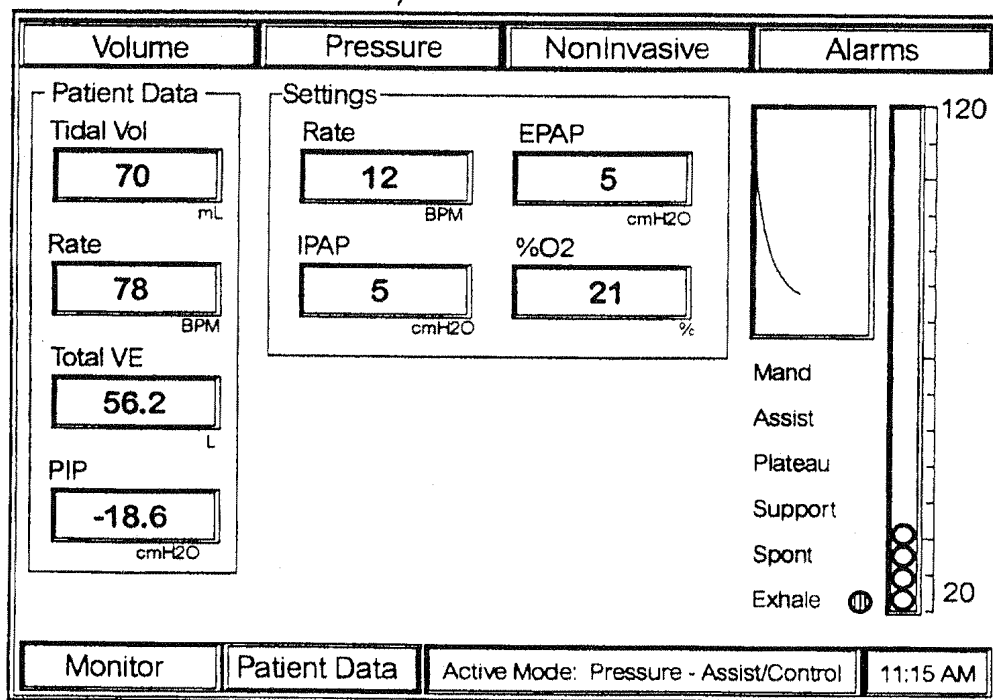 Volume Pressure NonInvasive Alarms
Patient Data
Tidal Vol
70
mL
Rate
78
BPM
Total VE
56.2
L
PIP
-18.6
cmH2O
Settings
Rate
12
BPM
EPAP
5
cmH2O
IPAP
5
cmH2O
%O2
21
%
120
Mand
Assist
Plateau
Support
Spont
Exhale
20
Monitor Patient Data Active Mode: Pressure - Assist/Control 11:15 AM